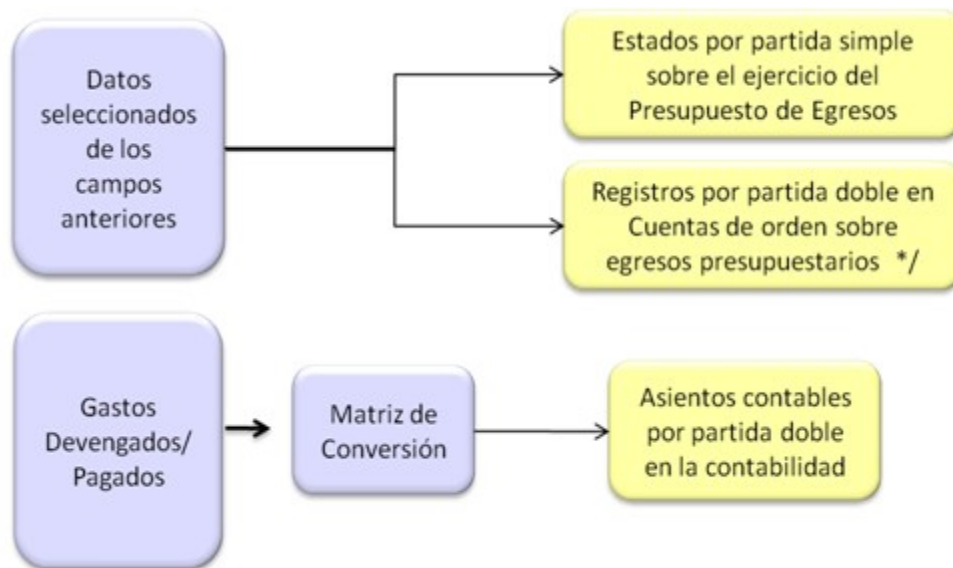 Datos
seleccionados
de los
campos
anteriores
Estados por partida simple
sobre el ejercicio del
Presupuesto de Egresos
Registros por partida doble en
Cuentas de orden sobre
egresos presupuestarios */
Gastos
Devengados/
Pagados
Matriz de
Conversión
Asientos contables
por partida doble
en la contabilidad